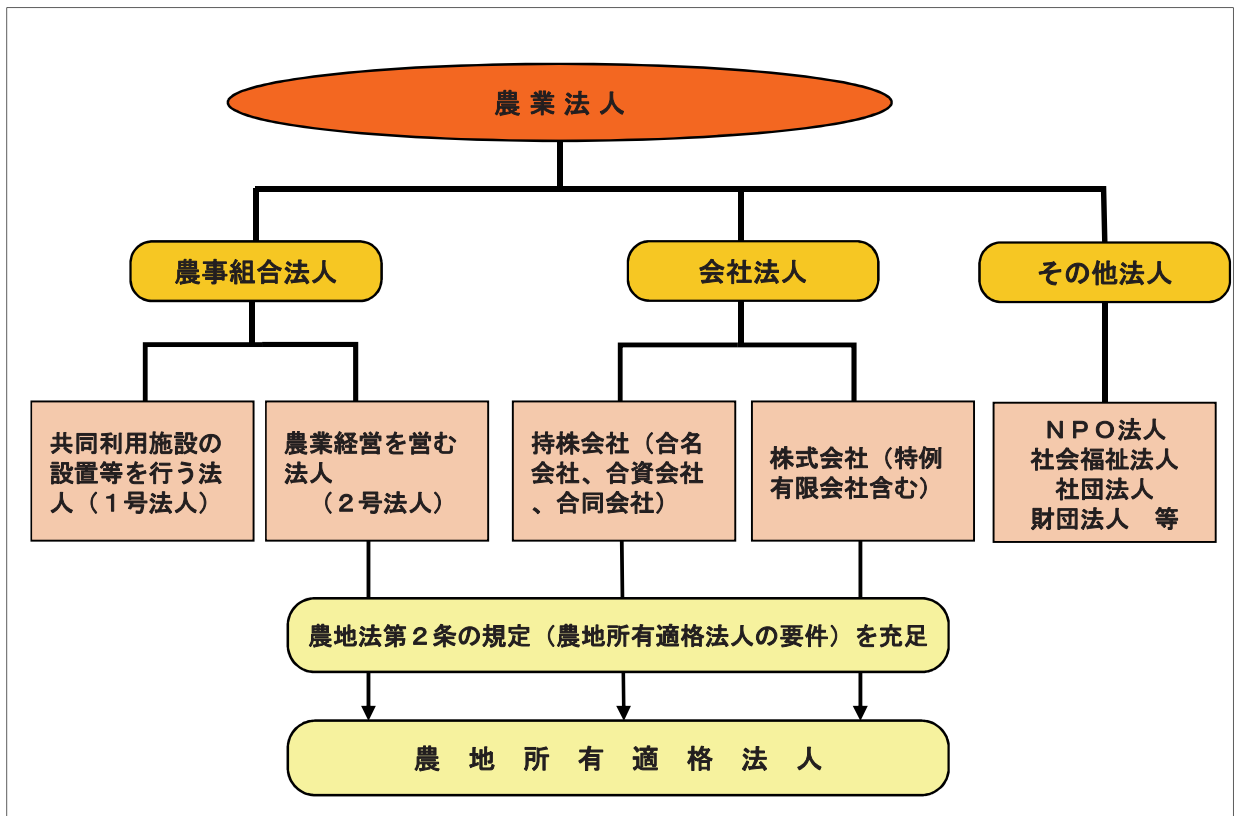 農業法人
農事組合法人
会社法人
その他法人
共同利用施設の
設置等を行う法
人(1号法人)
農業経営を営む
法人
(2号法人)
持株会社(合名
会社、合資会社
、合同会社)
株式会社(特例
有限会社含む)
NPO法人
社会福祉法人
社団法人
財団法人 等
農地法第2条の規定(農地所有適格法人の要件)を充足
農地所有適格法人